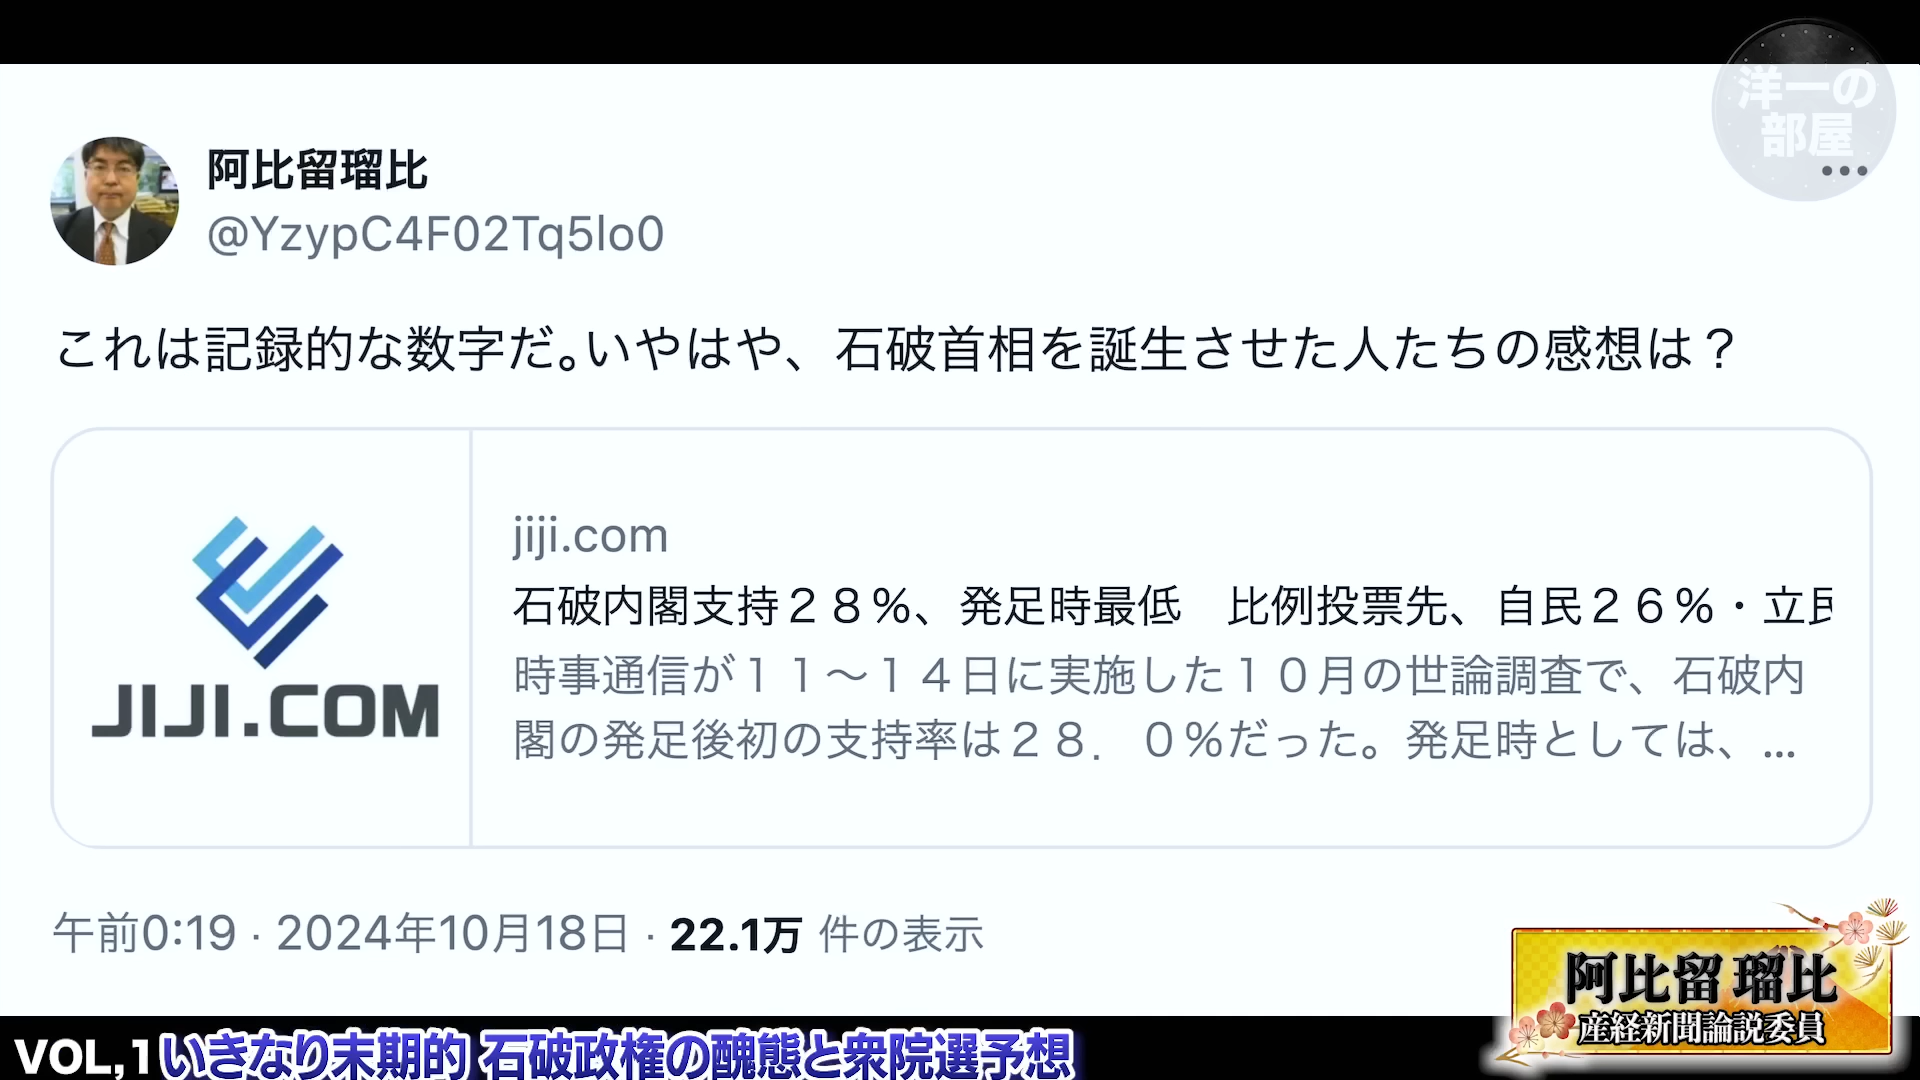 洋一の
部屋
阿比留瑠比
@YzypC4F02Tq5lo0
これは記録的な数字だ。いやはや、石破首相を誕生させた人たちの感想は？
jiji.com
石破内閣支持２８％、発足時最低　比例投票先、自民２６％・立民
時事通信が１１～１４日に実施した１０月の世論調査で、石破内
閣の発足後初の支持率は２８．０％だった。発足時としては、...
JIJI.COM
午前0:19 · 2024年10月18日 · 22.1万 件の表示
阿比留 瑠比
産経新聞論説委員
VOL,1 いきなり末期的 石破政権の醜態と衆院選予想